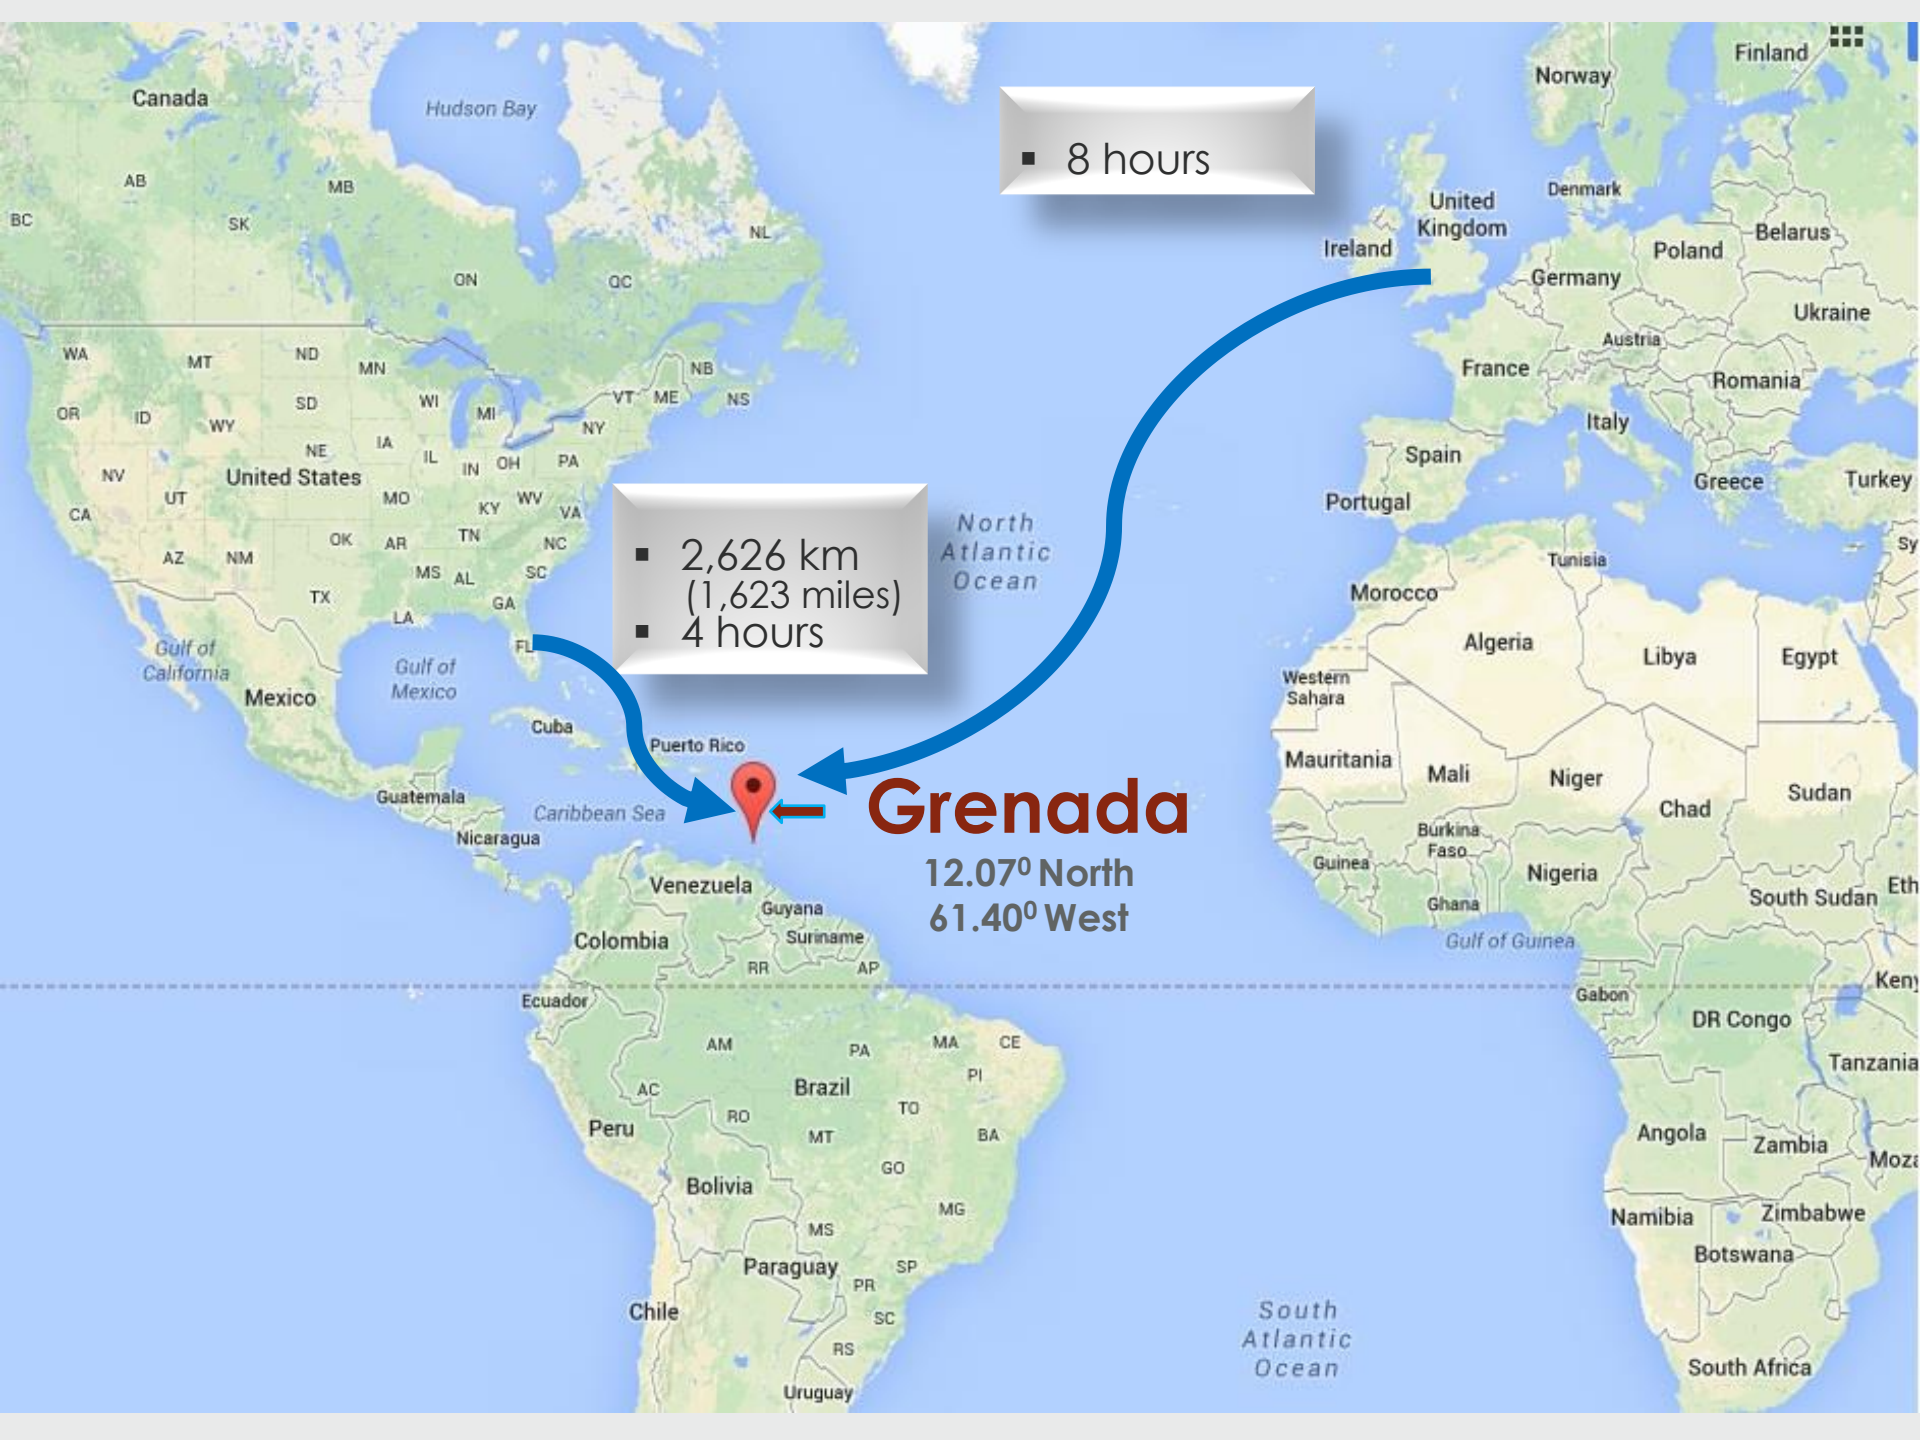 Finland
Norway
Canada
Hudson Bay
▪ 8 hours
AB
MB
Denmark
United
Kingdom
BC
SK
NL
Ireland
Poland
Belarus
ON
QC
Germany
Ukraine
Austria
WA
MT
ND
MN
NB
France
Romania
VT
ME
NS
OR
ID
WY
SD
WI
MI
NY
Italy
NE
IA
IL
IN
OH
PA
Spain
NV
United States
Greece
Turkey
UT
MO
KY
WV
Portugal
CA
VA
North
Atlantic
Ocean
OK
AR
TN
NC
Sy
▪ 2,626 km
(1,623 miles)
▪ 4 hours
AZ
NM
MS
AL
SC
Tunisia
TX
GA
Morocco
LA
FL
Algeria
Libya
Egypt
Gulf of
California
Gulf of
Mexico
Western
Sahara
Mexico
Cuba
Puerto Rico
Mauritania
Mali
Niger
Sudan
Chad
Guatemala
Caribbean Sea
Grenada
12.07⁰ North
61.40⁰ West
Nicaragua
Burkina
Faso
Guinea
Nigeria
Venezuela
Guyana
Ghana
South Sudan
Eth
Colombia
Suriname
Gulf of Guinea
RR
AP
Ecuador
Gabon
Keny
DR Congo
AM
PA
MA
CE
Tanzania
AC
Brazil
PI
RO
TO
Peru
MT
BA
Angola
Zambia
Moza
GO
Bolivia
MG
Namibia
Zimbabwe
MS
Botswana
Paraguay
SP
PR
Chile
SC
South
Atlantic
Ocean
RS
South Africa
Uruguay